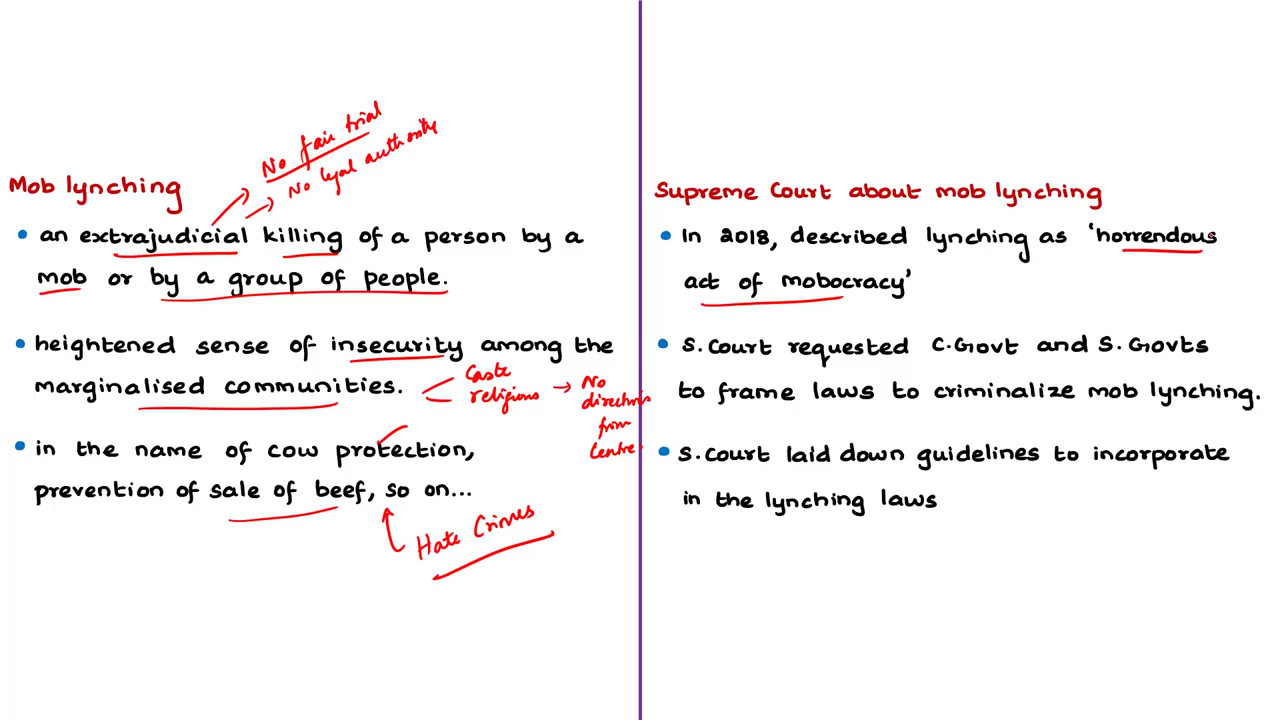 No fair trial
No legal authority
Mob lynching
an extrajudicial killing of a person by a
mob or by a group of people.
heightened sense of insecurity among the
marginalised communities.
Caste
religions
No
directions
from
Centre
in the name of cow protection,
prevention of sale of beef, so on...
Hate Crimes
Supreme Court about mob lynching
In 2018, described lynching as 'horrendous
act of mobocracy'
S.Court requested C.Govt and S.Govts
to frame laws to criminalize mob lynching.
S.Court laid down guidelines to incorporate
in the lynching laws